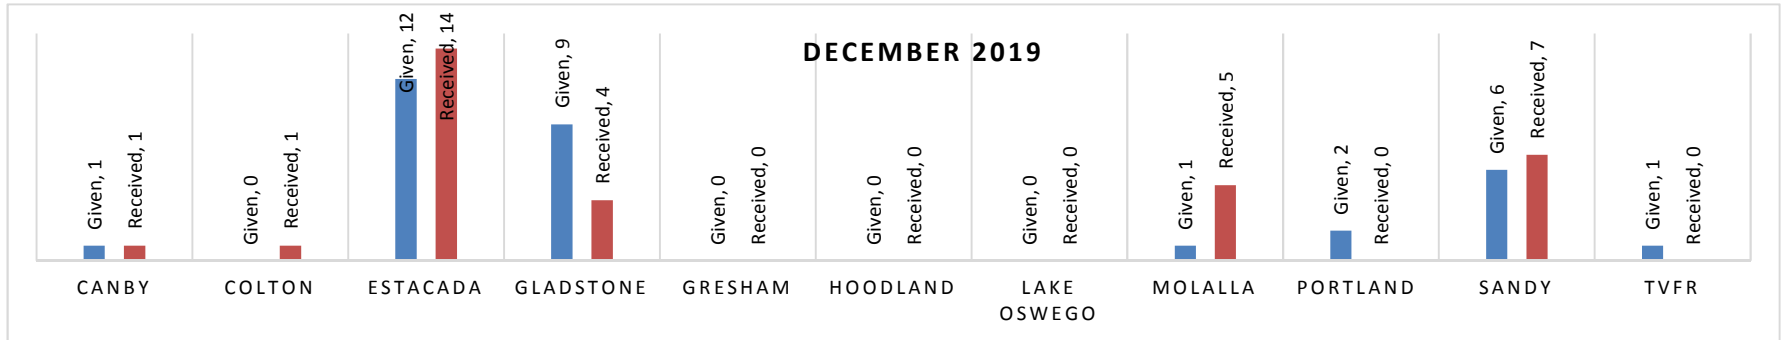 DECEMBER 2019
Given, 1
Received, 1
Given, 0
Received, 1
Given, 12
Received, 14
Given, 9
Received, 4
Given, 0
Received, 0
Given, 0
Received, 0
Given, 0
Received, 0
Given, 1
Received, 5
Given, 2
Received, 0
Given, 6
Received, 7
Given, 1
Received, 0
CANBY
COLTON
ESTACADA
GLADSTONE
GRESHAM
HOODLAND
LAKE
OSWEGO
MOLALLA
PORTLAND
SANDY
TVFR